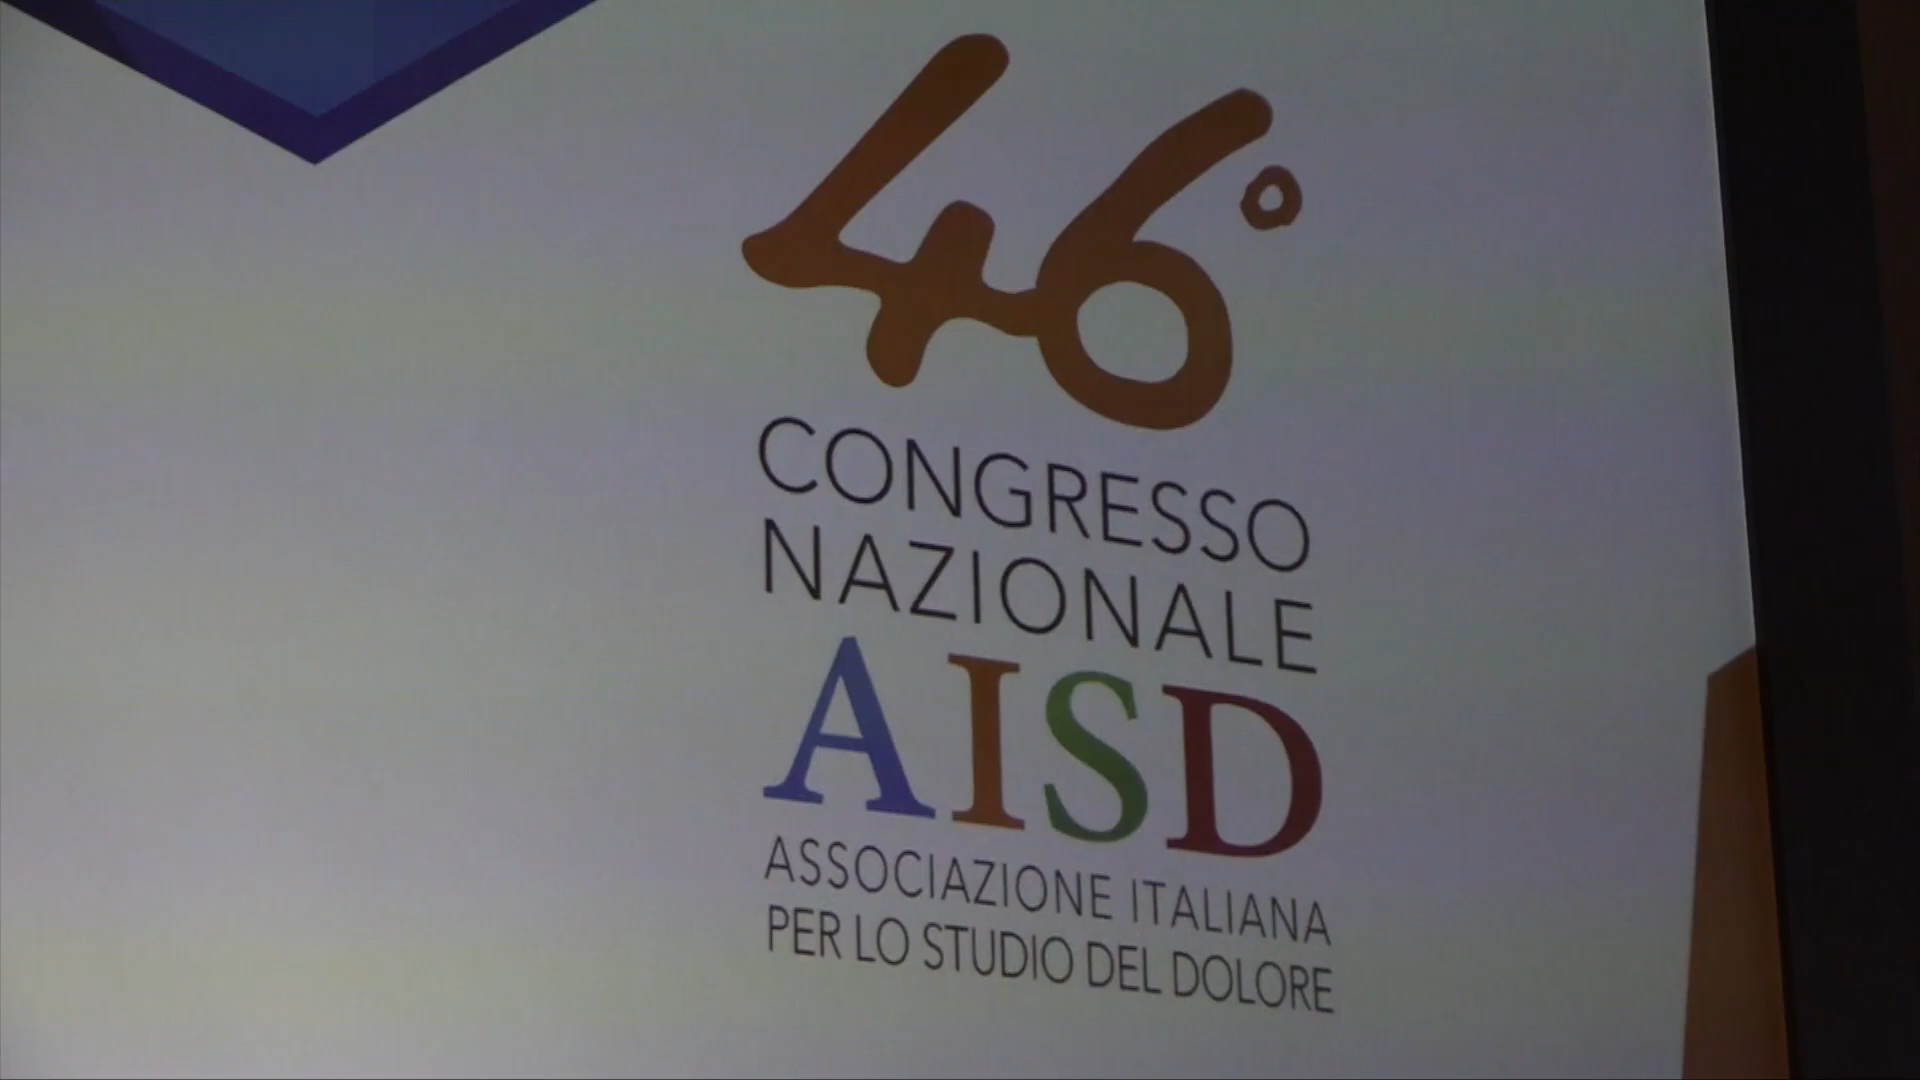 46°
CONGRESSO
NAZIONALE
AISD
ASSOCIAZIONE ITALIANA
PER LO STUDIO DEL DOLORE